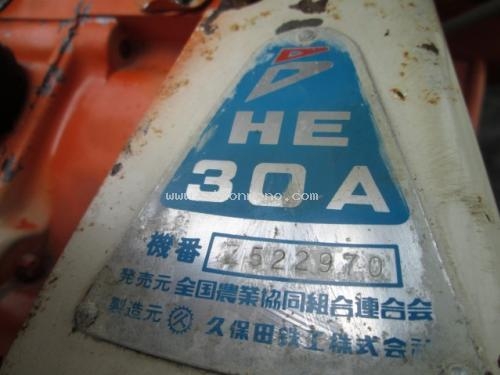 HE
30A
機番 7522970
発売元 全国農業協同組合連合会
製造元 久保田鉄工株式会社